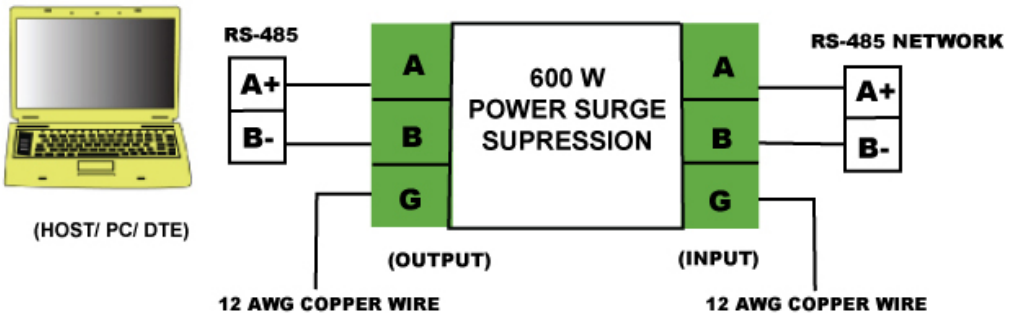 RS-485
A+
B-
(HOST/ PC/ DTE)
A
B
G
(OUTPUT)
12 AWG COPPER WIRE
600 W
POWER SURGE
SUPRESSION
A
B
G
(INPUT)
12 AWG COPPER WIRE
RS-485 NETWORK
A+
B-